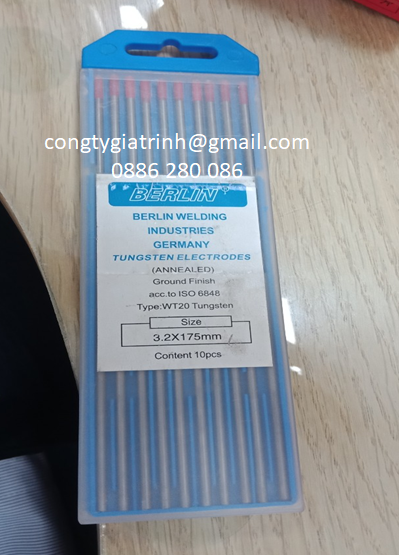 congtygiatrinh@gmail.com
0886 280 086
BERLIN
BERLIN WELDING
INDUSTRIES
GERMANY
TUNGSTEN ELECTRODES
(ANNEALED)
Ground Finish
acc.to ISO 6848
Type:WT20 Tungsten
Size
3.2X175mm
Content 10pcs